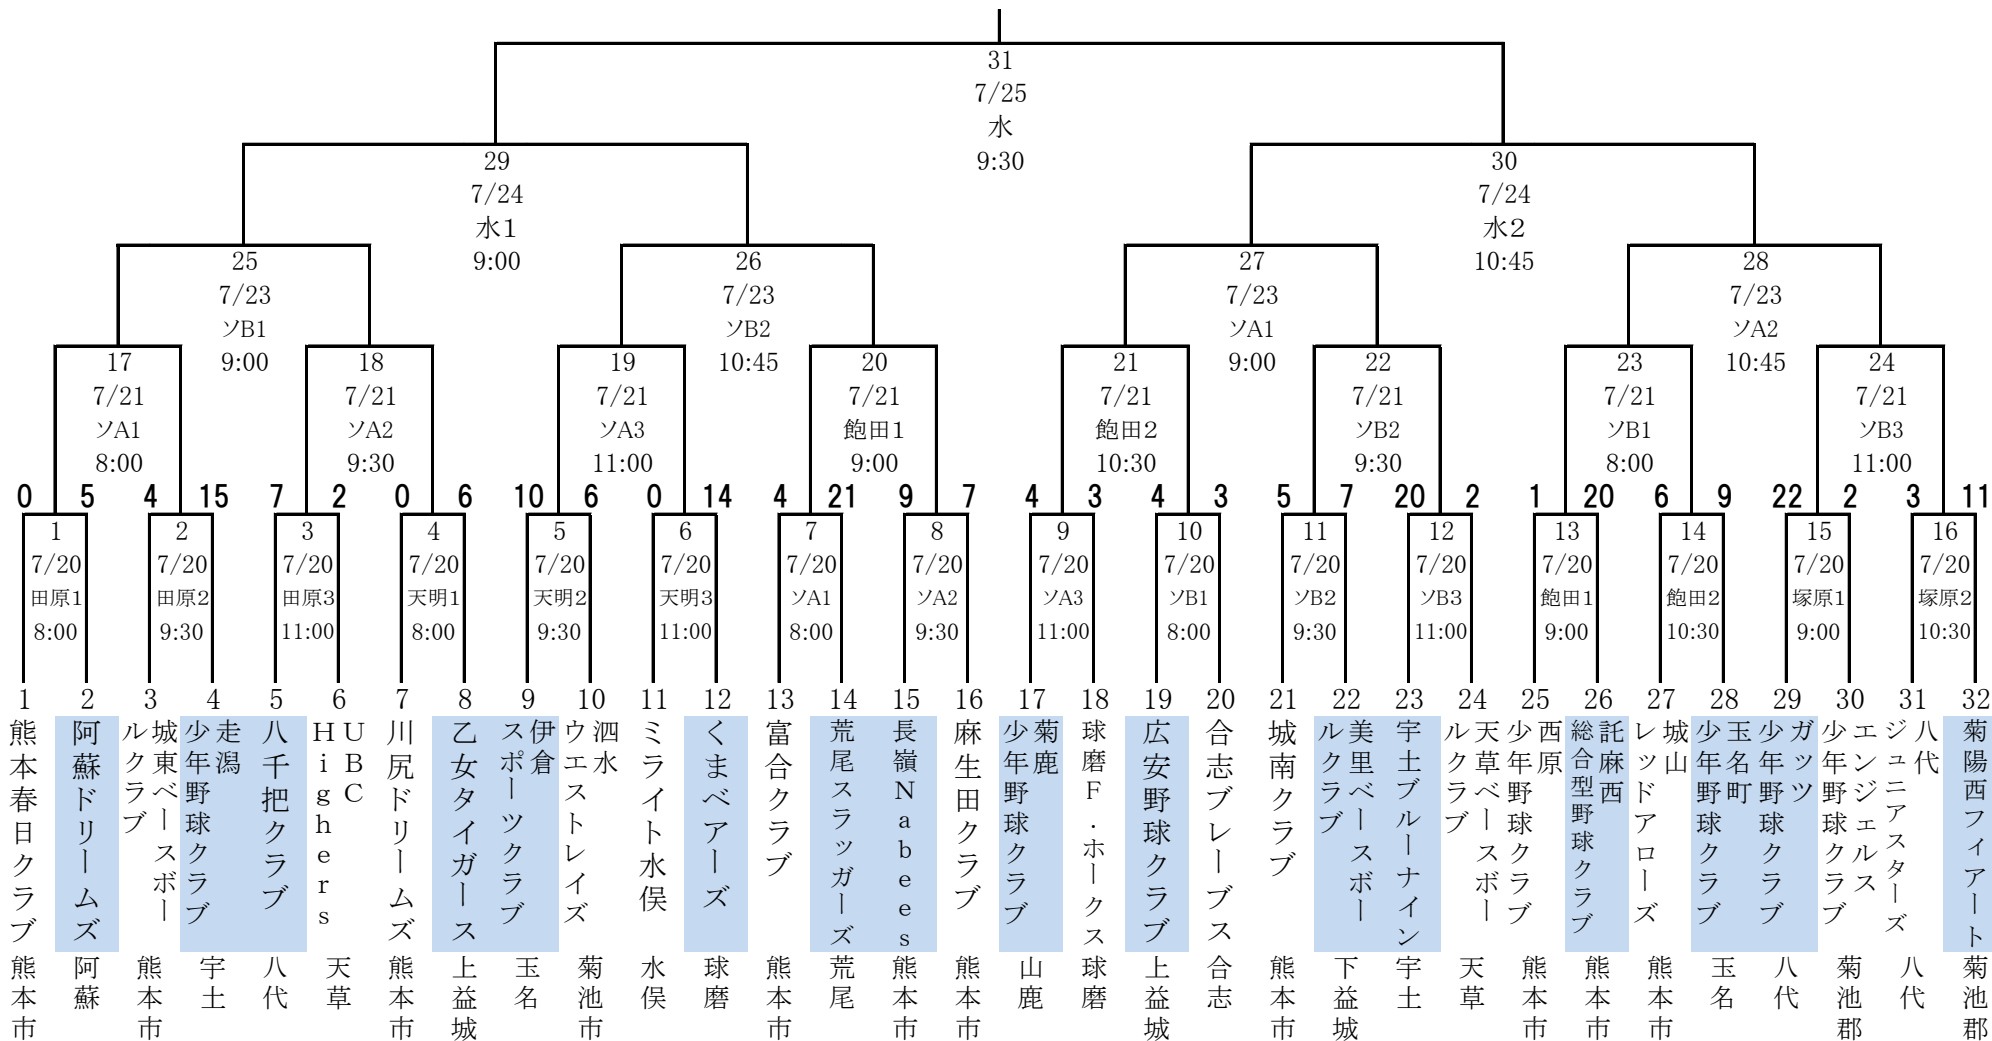 31
7/25
水
9:30
29
7/24
水1
9:00
30
7/24
水2
10:45
25
7/23
ソB1
9:00
26
7/23
ソB2
10:45
27
7/23
ソA1
9:00
28
7/23
ソA2
10:45
17
7/21
ソA1
8:00
18
7/21
ソA2
9:30
19
7/21
ソA3
11:00
20
7/21
飽田1
9:00
21
7/21
飽田2
10:30
22
7/21
ソB2
9:30
23
7/21
ソB1
8:00
24
7/21
ソB3
11:00
0 5 4 15 7 2 0 6 10 6 0 14 4 21 9 7 4 3 4 3 5 7 20 2 1 20 6 9 22 2 3 11
1
7/20
田原1
8:00
2
7/20
田原2
9:30
3
7/20
田原3
11:00
4
7/20
天明1
8:00
5
7/20
天明2
9:30
6
7/20
天明3
11:00
7
7/20
ソA1
8:00
8
7/20
ソA2
9:30
9
7/20
ソA3
11:00
10
7/20
ソB1
8:00
11
7/20
ソB2
9:30
12
7/20
ソB3
11:00
13
7/20
飽田1
9:00
14
7/20
飽田2
10:30
15
7/20
塚原1
9:00
16
7/20
塚原2
10:30
1 2 3 4 5 6 7 8 9 10 11 12 13 14 15 16 17 18 19 20 21 22 23 24 25 26 27 28 29 30 31 32
熊本春日クラブ
阿蘇ドリームズ
城東ベースボー
ルクラブ
走潟
少年野球クラブ
八千把クラブ
UBC
Highers
川尻ドリームズ
乙女タイガース
伊倉
スポーツクラブ
泗水
ウエストレイズ
ミライト水俣
くまベアーズ
富合クラブ
荒尾スラッガーズ
長嶺Nabees
麻生田クラブ
菊鹿
少年野球クラブ
球磨F.ホークス
広安野球クラブ
合志ブレーブス
城南クラブ
美里ベースボー
ルクラブ
宇土ブルーナイン
天草ベースボー
ルクラブ
西原
少年野球クラブ
託麻西
総合型野球クラブ
城山
レッドアローズ
玉名町
少年野球クラブ
ガッツ
少年野球クラブ
エンジェルス
少年野球クラブ
八代
ジュニアスターズ
菊陽西フィアート
熊本市
阿蘇
熊本市
宇土
八代
天草
熊本市
上益城
玉名
菊池市
水俣
球磨
熊本市
荒尾
熊本市
熊本市
山鹿
球磨
上益城
合志
熊本市
下益城
宇土
天草
熊本市
熊本市
熊本市
玉名
八代
菊池郡
八代
菊池郡